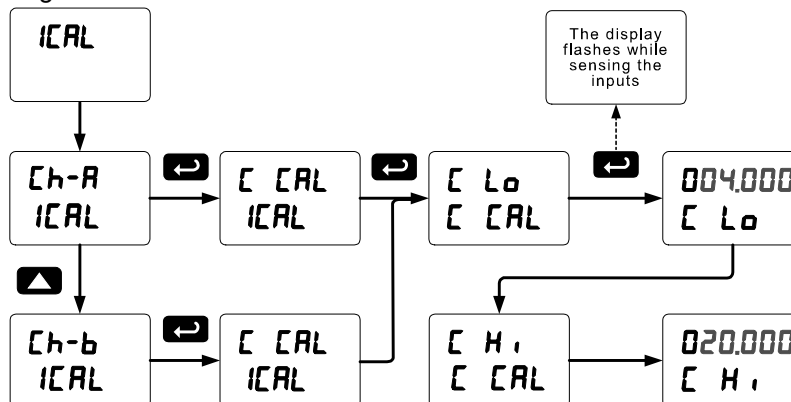 ICAL
The display
flashes while
sensing the
inputs
Ch-A
ICAL
C CAL
ICAL
C Lo
C CAL
004.000
C Lo
Ch-b
ICAL
C CAL
ICAL
C Hi
C CAL
020.000
C Hi